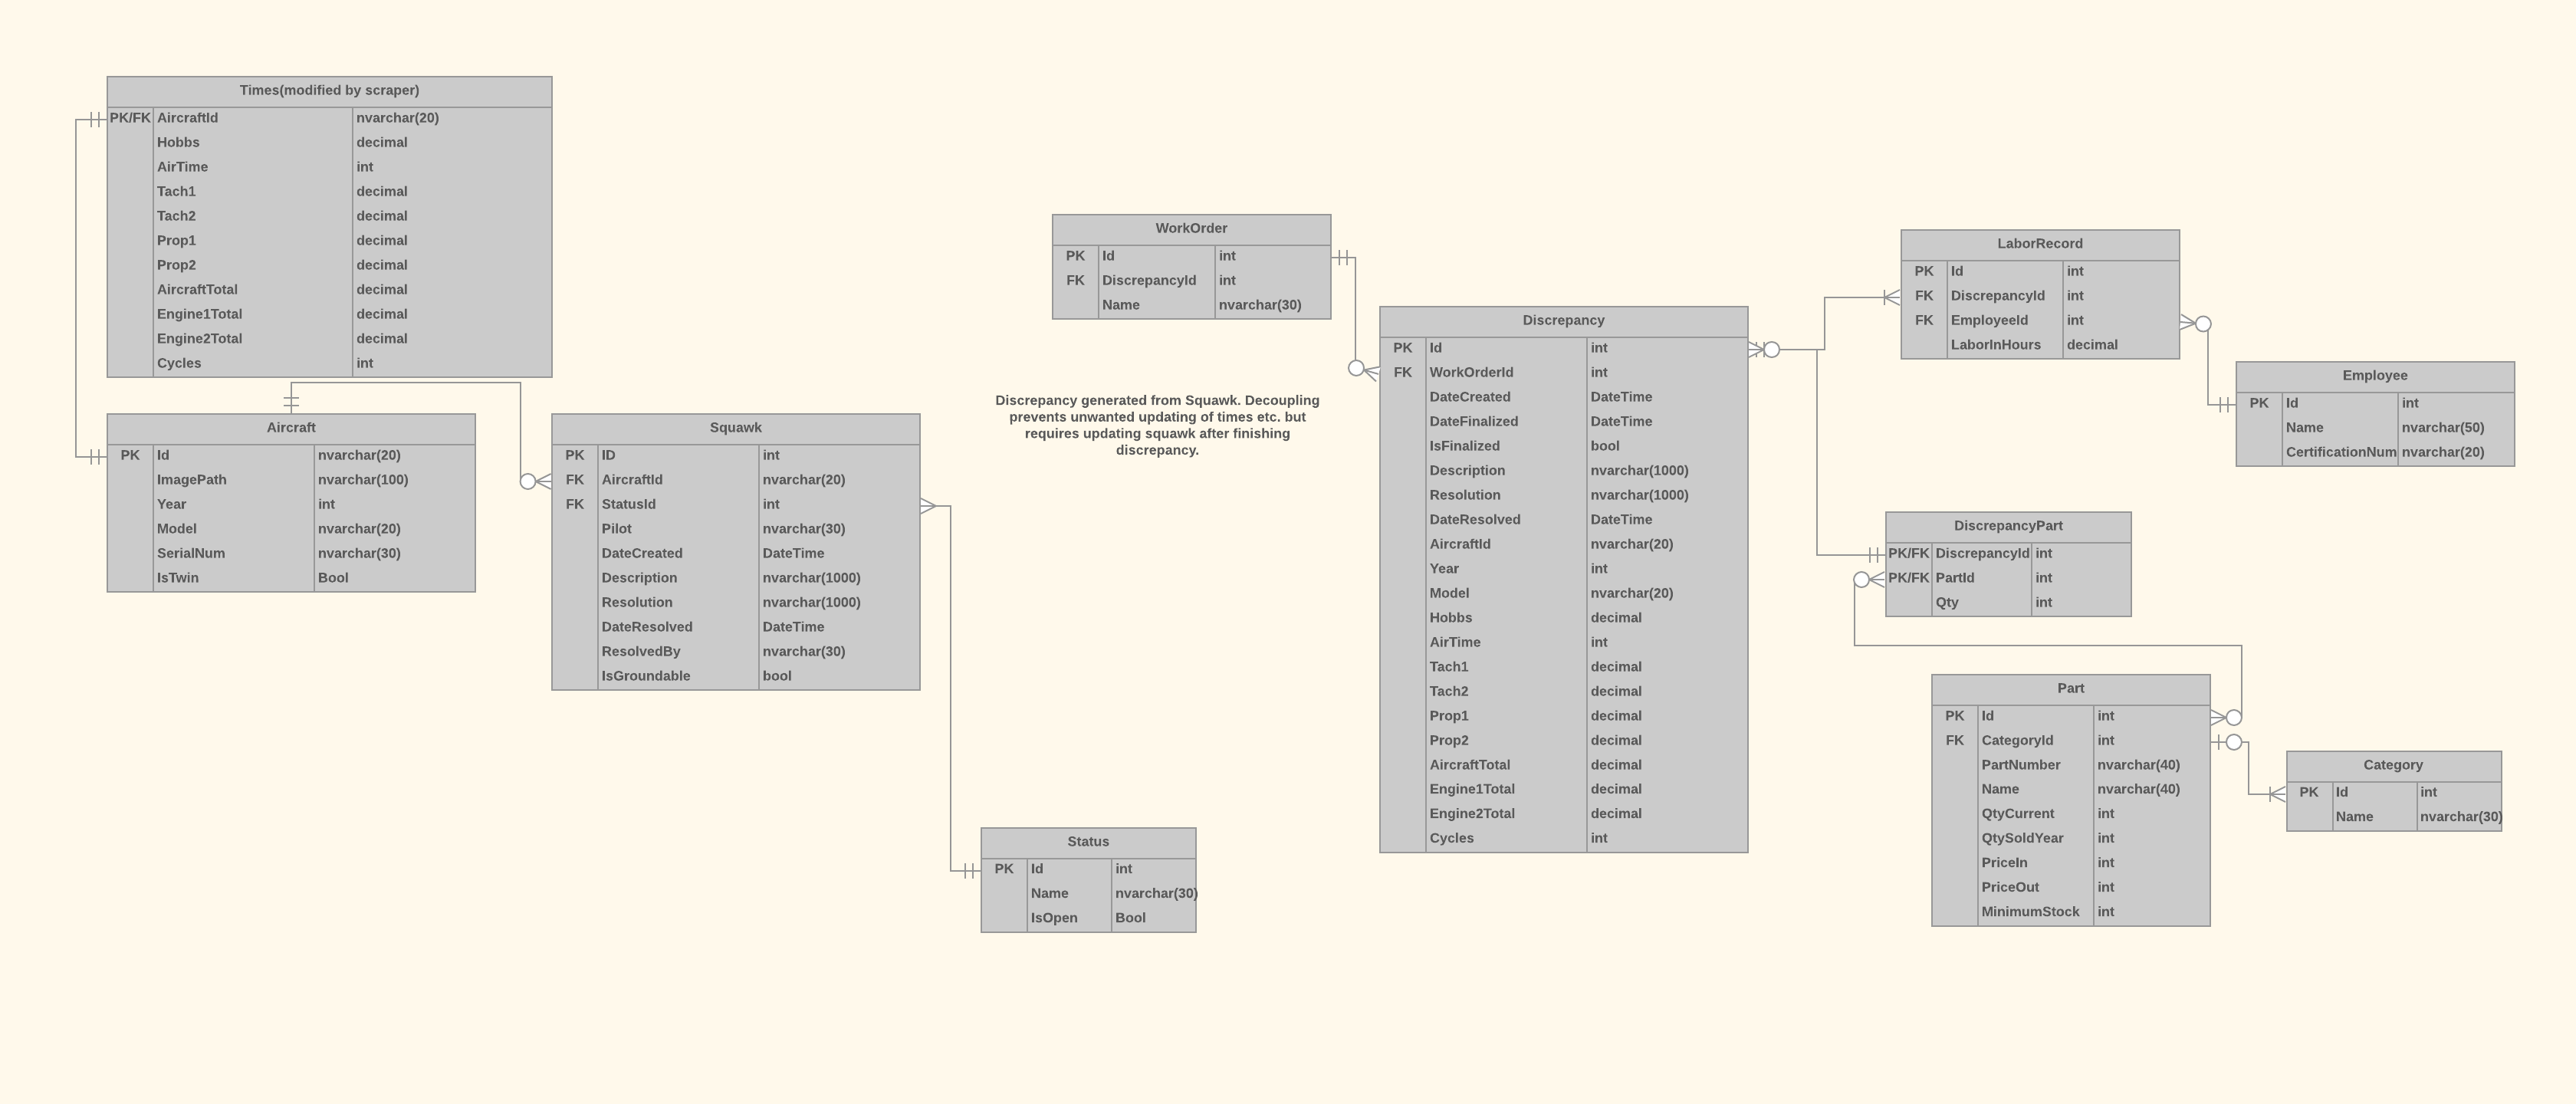 Times(modified by scraper)
PK/FK AircraftId nvarchar(20)
Hobbs decimal
AirTime int
Tach1 decimal
Tach2 decimal
Prop1 decimal
Prop2 decimal
AircraftTotal decimal
Engine1Total decimal
Engine2Total decimal
Cycles int
Aircraft
PK Id nvarchar(20)
ImagePath nvarchar(100)
Year int
Model nvarchar(20)
SerialNum nvarchar(30)
IsTwin Bool
Squawk
PK ID int
FK AircraftId nvarchar(20)
FK StatusId int
Pilot nvarchar(30)
DateCreated DateTime
Description nvarchar(1000)
Resolution nvarchar(1000)
DateResolved DateTime
ResolvedBy nvarchar(30)
IsGroundable bool
WorkOrder
PK Id int
FK DiscrepancyId int
Name nvarchar(30)
Discrepancy generated from Squawk. Decoupling
prevents unwanted updating of times etc. but
requires updating squawk after finishing
discrepancy.
Status
PK Id int
Name nvarchar(30)
IsOpen Bool
Discrepancy
PK Id int
FK WorkOrderId int
DateCreated DateTime
DateFinalized DateTime
IsFinalized bool
Description nvarchar(1000)
Resolution nvarchar(1000)
DateResolved DateTime
AircraftId nvarchar(20)
Year int
Model nvarchar(20)
Hobbs decimal
AirTime int
Tach1 decimal
Tach2 decimal
Prop1 decimal
Prop2 decimal
AircraftTotal decimal
Engine1Total decimal
Engine2Total decimal
Cycles int
LaborRecord
PK Id int
FK DiscrepancyId int
FK EmployeeId int
LaborInHours decimal
Employee
PK Id int
Name nvarchar(50)
CertificationNum nvarchar(20)
DiscrepancyPart
PK/FK DiscrepancyId int
PK/FK PartId int
Qty int
Part
PK Id int
FK CategoryId int
PartNumber nvarchar(40)
Name nvarchar(40)
QtyCurrent int
QtySoldYear int
PriceIn int
PriceOut int
MinimumStock int
Category
PK Id int
Name nvarchar(30)